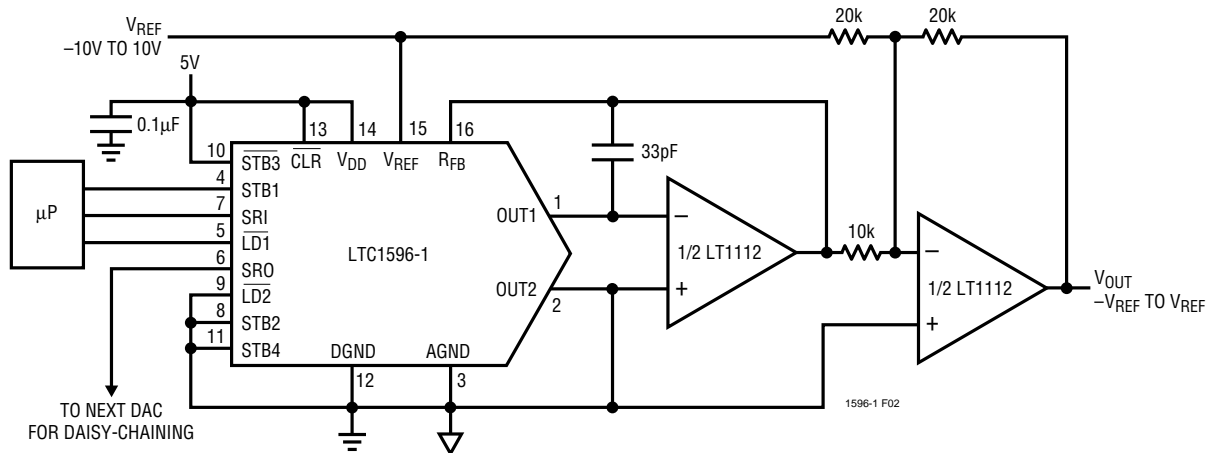 20k
20k
VREF
–10V TO 10V
5V
0.1µF
13
14
15
16
33pF
10
STB3
CLR
VDD
VREF
RFB
µP
4
STB1
7
SRI
5
LD1
6
SRO
9
LD2
8
STB2
11
STB4
LTC1596-1
OUT1
1
OUT2
2
DGND
AGND
12
3
–
+
1/2 LT1112
10k
–
+
1/2 LT1112
VOUT
–VREF TO VREF
TO NEXT DAC
FOR DAISY-CHAINING
1596-1 F02